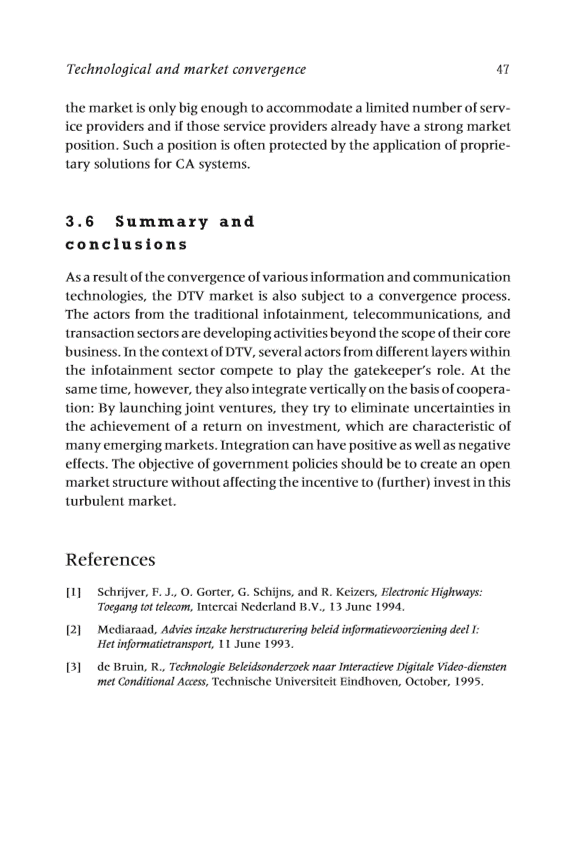 Technological and market convergence 47
the market is only big enough to accommodate a limited number of serv-
ice providers and if those service providers already have a strong market
position. Such a position is often protected by the application of proprie-
tary solutions for CA systems.
3.6 Summary and
conclusions
As a result of the convergence of various information and communication
technologies, the DTV market is also subject to a convergence process.
The actors from the traditional infotainment, telecommunications, and
transaction sectors are developing activities beyond the scope of their core
business. In the context of DTV, several actors from different layers within
the infotainment sector compete to play the gatekeeper's role. At the
same time, however, they also integrate vertically on the basis of coopera-
tion: By launching joint ventures, they try to eliminate uncertainties in
the achievement of a return on investment, which are characteristic of
many emerging markets. Integration can have positive as well as negative
effects. The objective of government policies should be to create an open
market structure without affecting the incentive to (further) invest in this
turbulent market.
References
[1] Schrijver, F. J., O. Gorter, G. Schijns, and R. Keizers, Electronic Highways:
Toegang tot telecom, Intercai Nederland B.V., 13 June 1994.
[2] Mediaraad, Advies inzake herstructurering beleid informatievoorziening deel I:
Het informatietransport, 11 June 1993.
[3] de Bruin, R., Technologie Beleidsonderzoek naar Interactieve Digitale Video-diensten
met Conditional Access, Technische Universiteit Eindhoven, October, 1995.